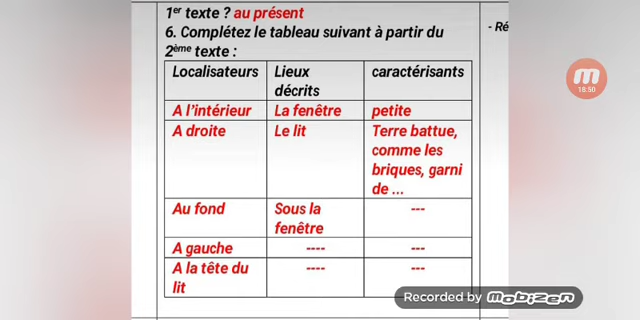 1er texte ? au présent
6. Complétez le tableau suivant à partir du
2ème texte :
- Ré
Localisateurs Lieux décrits caractérisants
A l'intérieur La fenêtre petite
A droite Le lit Terre battue,
comme les
briques, garni
de ...
Au fond Sous la fenêtre ---
A gauche ---- ---
A la tête du lit ---- ---
18:50
Recorded by mobizen